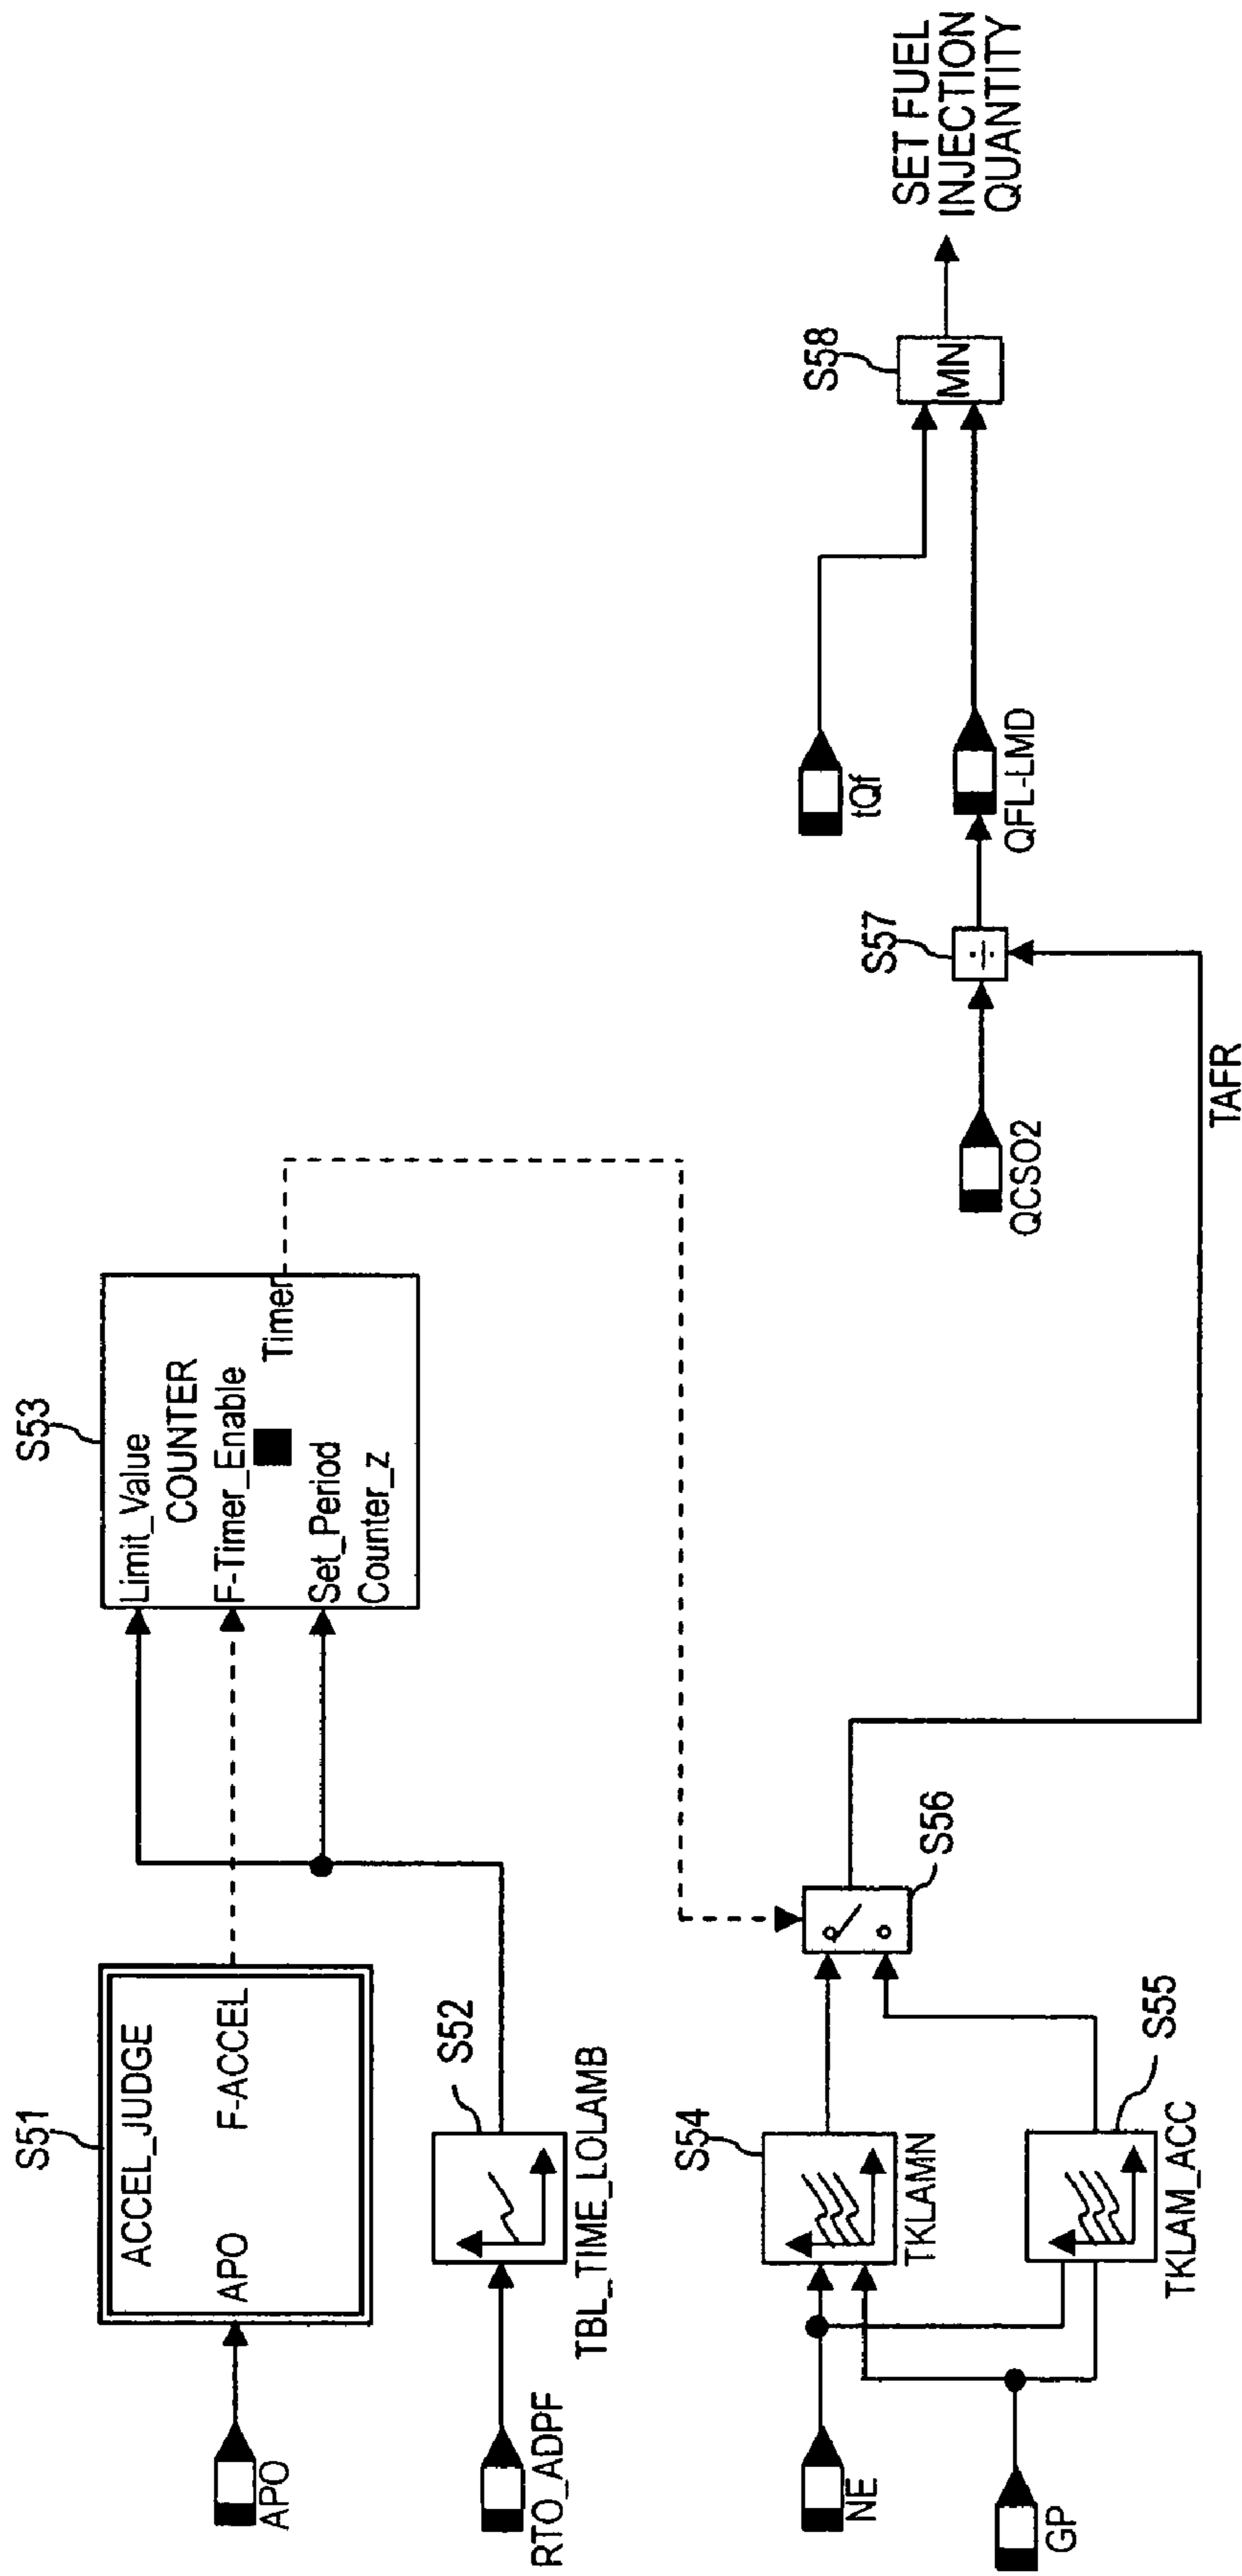 S51
ACCEL_JUDGE
APO
APO
F-ACCEL
S53
Limit_Value
COUNTER
F-Timer_Enable
Timer
Set_Period
Counter_z
RTO_ADPF
S52
TBL_TIME_LOLAMB
NE
GP
S54
TKLAMN
S55
TKLAM_ACC
S56
TAFR
QCSO2
S57
÷
QFL-LMD
tQf
S58
MN
SET FUEL
INJECTION
QUANTITY